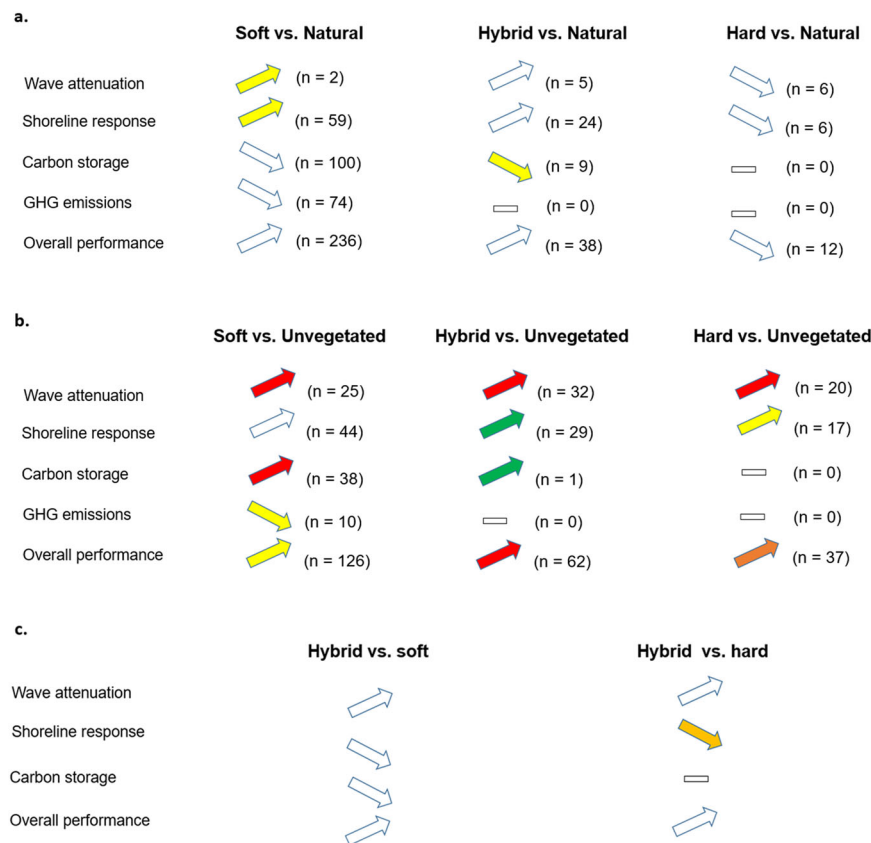 a.
Soft vs. Natural Hybrid vs. Natural Hard vs. Natural
Wave attenuation (n = 2) (n = 5) (n = 6)
Shoreline response (n = 59) (n = 24) (n = 6)
Carbon storage (n = 100) (n = 9) (n = 0)
GHG emissions (n = 74) (n = 0) (n = 0)
Overall performance (n = 236) (n = 38) (n = 12)
b.
Soft vs. Unvegetated Hybrid vs. Unvegetated Hard vs. Unvegetated
Wave attenuation (n = 25) (n = 32) (n = 20)
Shoreline response (n = 44) (n = 29) (n = 17)
Carbon storage (n = 38) (n = 1) (n = 0)
GHG emissions (n = 10) (n = 0) (n = 0)
Overall performance (n = 126) (n = 62) (n = 37)
c.
Hybrid vs. soft Hybrid vs. hard
Wave attenuation
Shoreline response
Carbon storage
Overall performance